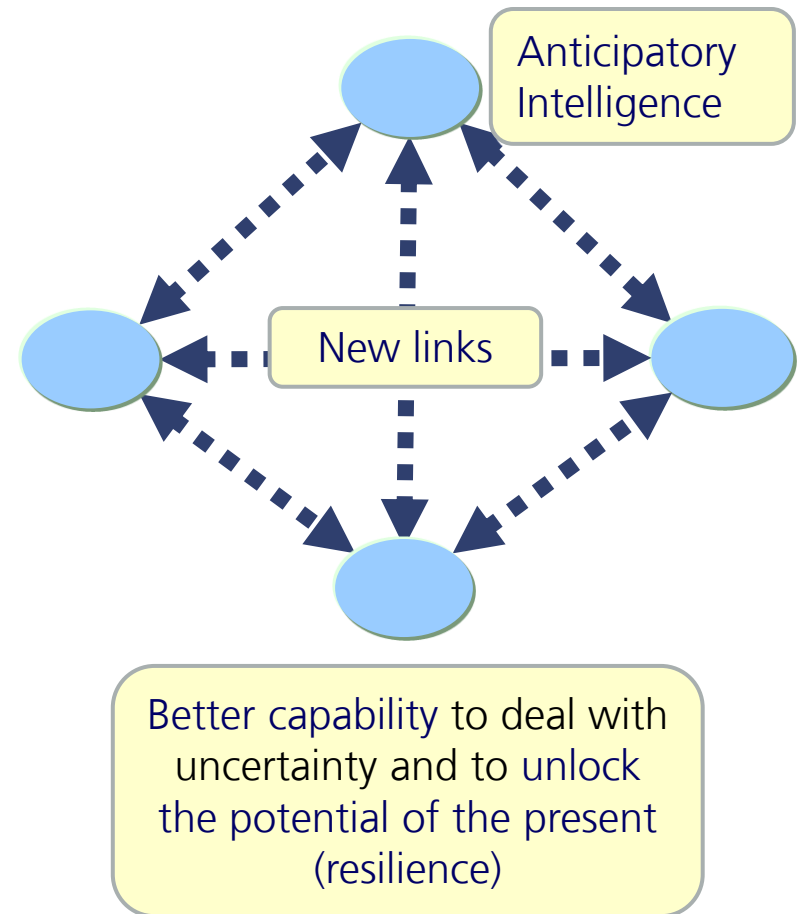 Anticipatory
Intelligence
New links
Better capability to deal with
uncertainty and to unlock
the potential of the present
(resilience)